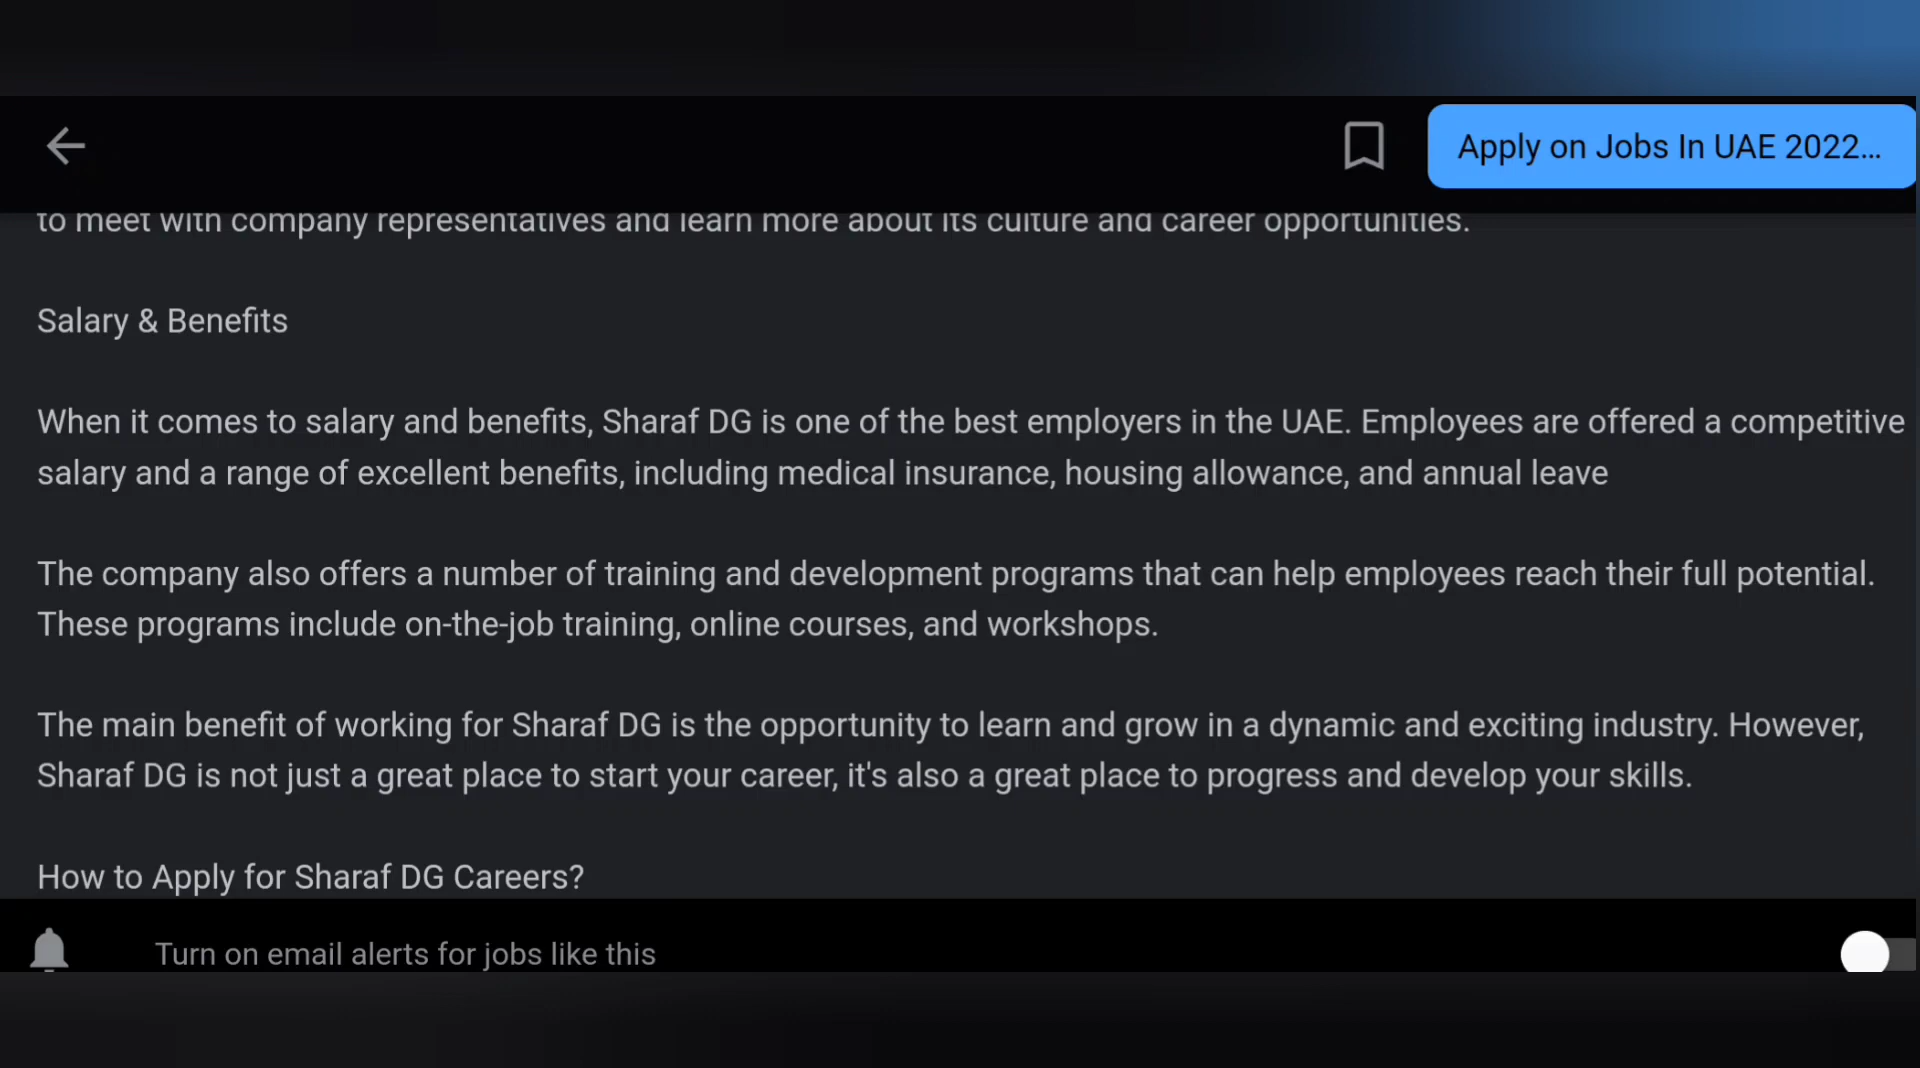 Apply on Jobs In UAE 2022...
to meet with company representatives and learn more about its culture and career opportunities.
Salary & Benefits
When it comes to salary and benefits, Sharaf DG is one of the best employers in the UAE. Employees are offered a competitive
salary and a range of excellent benefits, including medical insurance, housing allowance, and annual leave
The company also offers a number of training and development programs that can help employees reach their full potential.
These programs include on-the-job training, online courses, and workshops.
The main benefit of working for Sharaf DG is the opportunity to learn and grow in a dynamic and exciting industry. However,
Sharaf DG is not just a great place to start your career, it's also a great place to progress and develop your skills.
How to Apply for Sharaf DG Careers?
Turn on email alerts for jobs like this